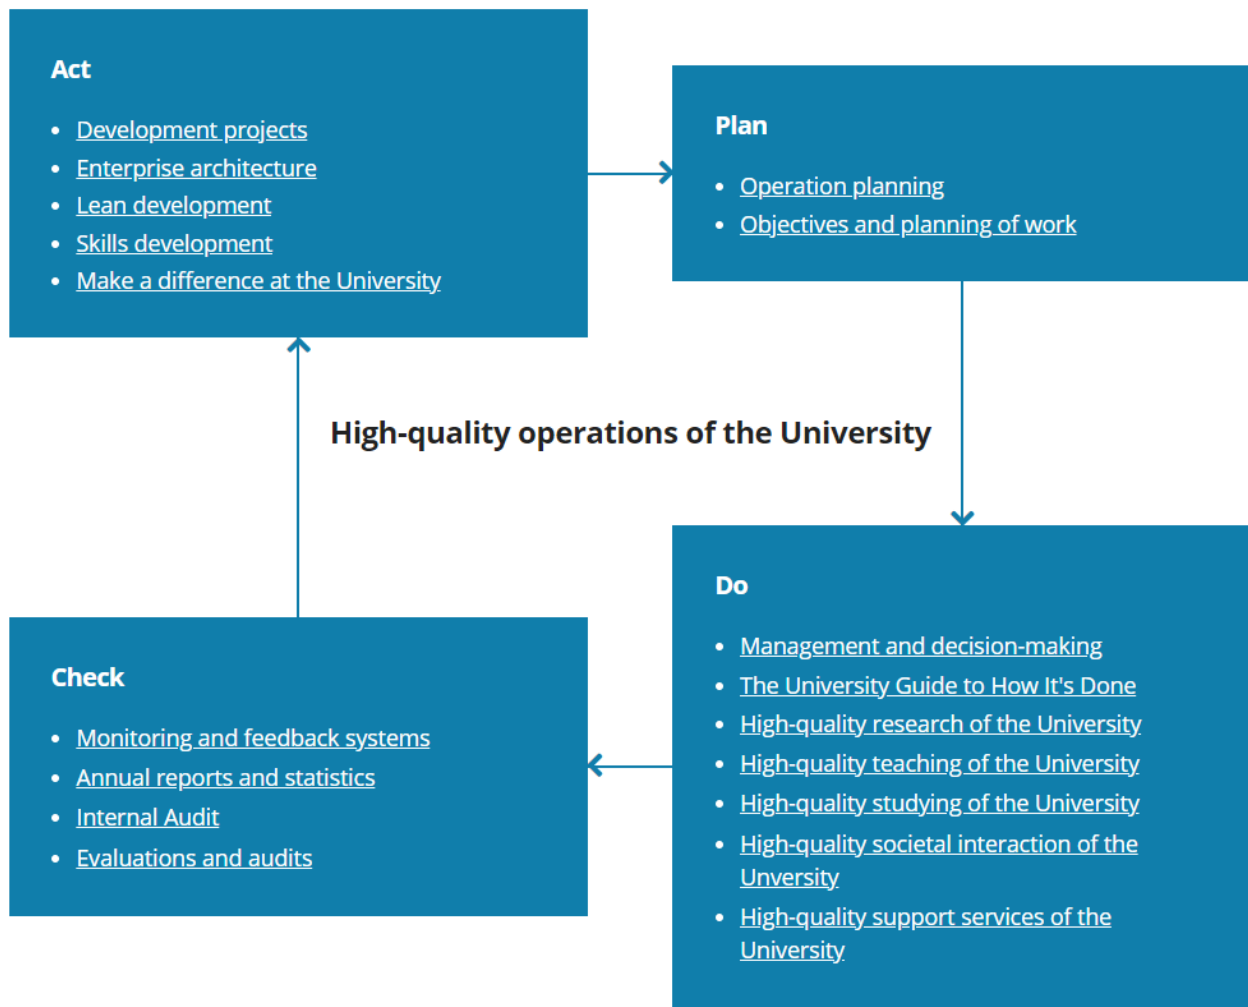 Act
• Development projects
• Enterprise architecture
• Lean development
• Skills development
• Make a difference at the University
Plan
• Operation planning
• Objectives and planning of work
High-quality operations of the University
Do
• Management and decision-making
• The University Guide to How It's Done
• High-quality research of the University
• High-quality teaching of the University
• High-quality studying of the University
• High-quality societal interaction of the
Unversity
• High-quality support services of the
University
Check
• Monitoring and feedback systems
• Annual reports and statistics
• Internal Audit
• Evaluations and audits